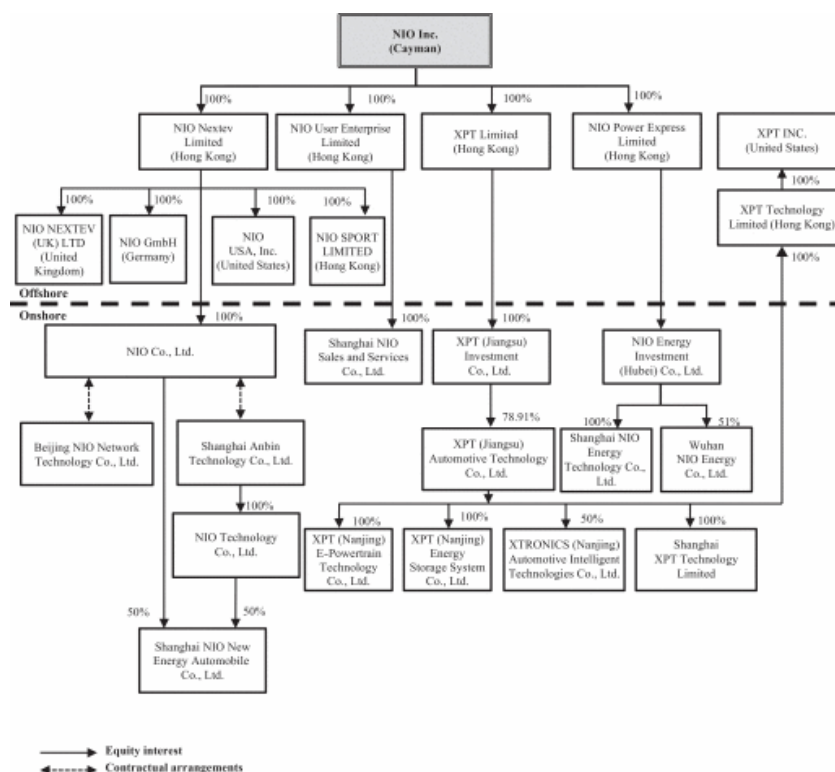 NIO Inc.
(Cayman)
100%
100%
100%
100%
NIO Nextev
Limited
(Hong Kong)
NIO User Enterprise
Limited
(Hong Kong)
XPT Limited
(Hong Kong)
NIO Power Express
Limited
(Hong Kong)
XPT INC.
(United States)
100%
100%
100%
100%
100%
NIO NEXTEV
(UK) LTD
(United
Kingdom)
NIO GmbH
(Germany)
NIO
USA, Inc.
(United States)
NIO SPORT
LIMITED
(Hong Kong)
XPT Technology
Limited (Hong Kong)
100%
Offshore
Onshore
100%
100%
100%
NIO Co., Ltd.
Shanghai NIO
Sales and Services
Co., Ltd.
XPT (Jiangsu)
Investment
Co., Ltd.
NIO Energy
Investment
(Hubei) Co., Ltd.
78.91%
100%
51%
Beijing NIO Network
Technology Co., Ltd.
Shanghai Anbin
Technology Co., Ltd.
XPT (Jiangsu)
Automotive Technology
Co., Ltd.
Shanghai NIO
Energy
Technology Co.,
Ltd.
Wuhan
NIO Energy
Co., Ltd.
100%
100%
100%
50%
100%
NIO Technology
Co., Ltd.
XPT (Nanjing)
E-Powertrain
Technology
Co., Ltd.
XPT (Nanjing)
Energy
Storage System
Co., Ltd.
XTRONICS (Nanjing)
Automotive Intelligent
Technologies Co., Ltd.
Shanghai
XPT Technology
Limited
50%
50%
Shanghai NIO New
Energy Automobile
Co., Ltd.
Equity interest
Contractual arrangements